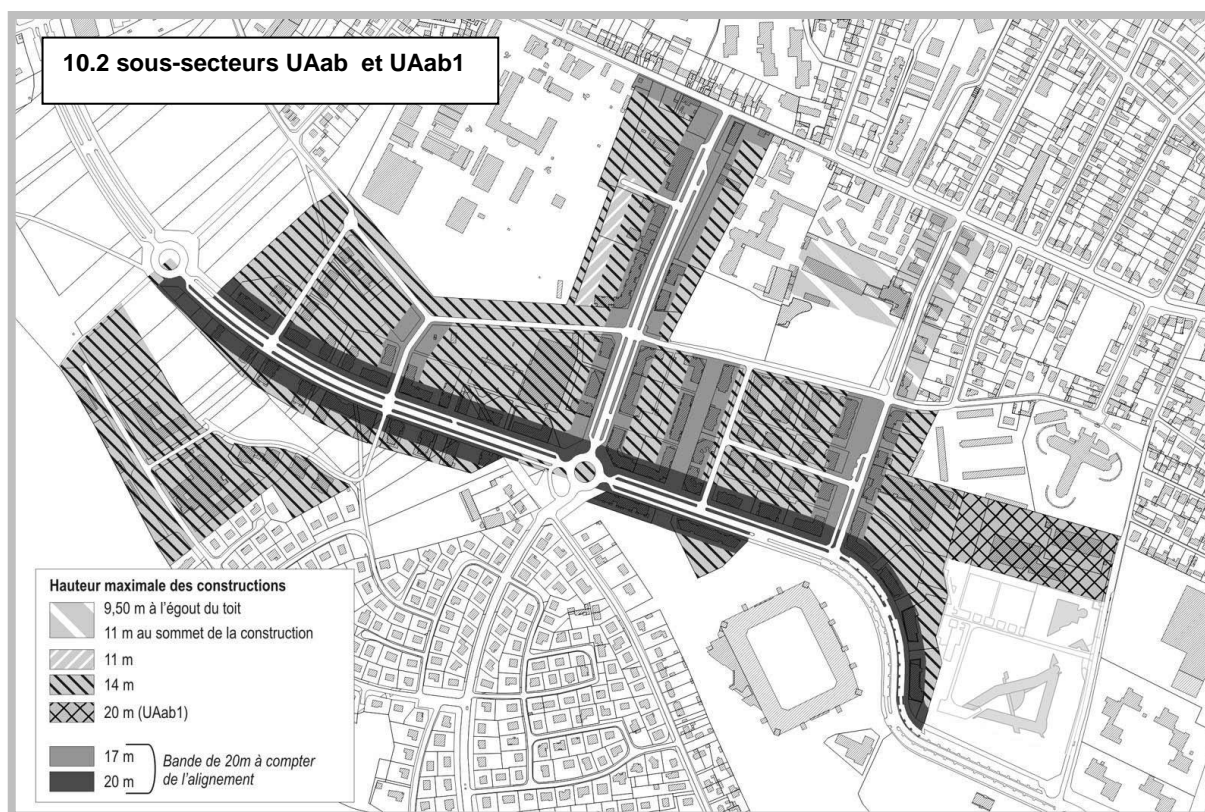 10.2 sous-secteurs UAab et UAab1
Hauteur maximale des constructions
9,50 m à l'égout du toit
11 m au sommet de la construction
11 m
14 m
20 m (UAab1)
17 m
20 m
Bande de 20m à compter
de l'alignement